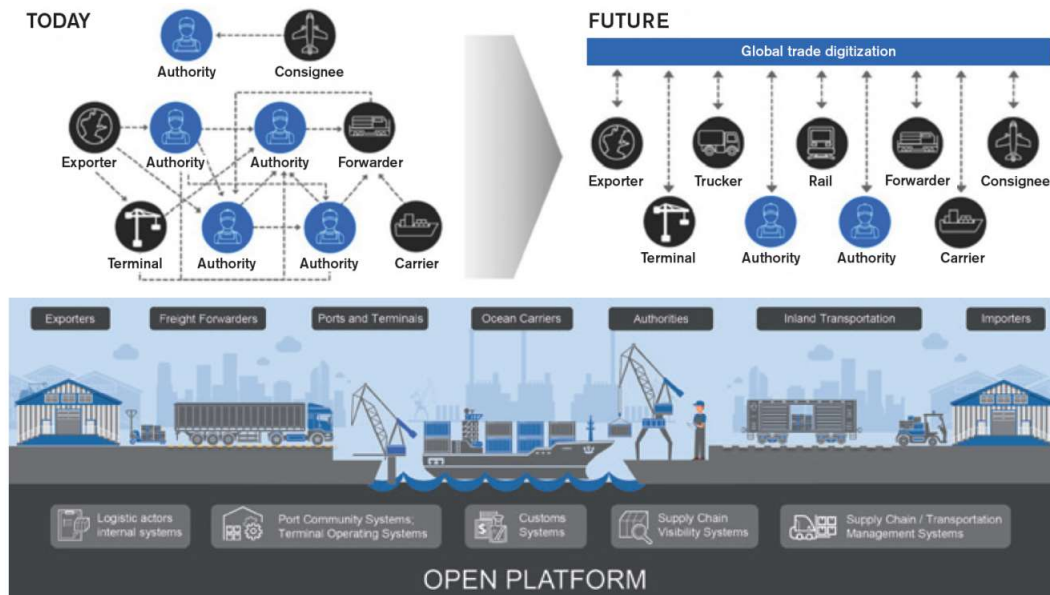 TODAY
Authority
Consignee
Exporter
Authority
Authority
Forwarder
Terminal
Authority
Authority
Carrier
FUTURE
Global trade digitization
Exporter
Trucker
Rail
Forwarder
Consignee
Terminal
Authority
Authority
Carrier
Exporters
Freight Forwarders
Ports and Terminals
Ocean Carriers
Authorities
Inland Transportation
Importers
Logistic actors
internal systems
Port Community Systems;
Terminal Operating Systems
Customs
Systems
Supply Chain
Visibility Systems
Supply Chain / Transportation
Management Systems
OPEN PLATFORM